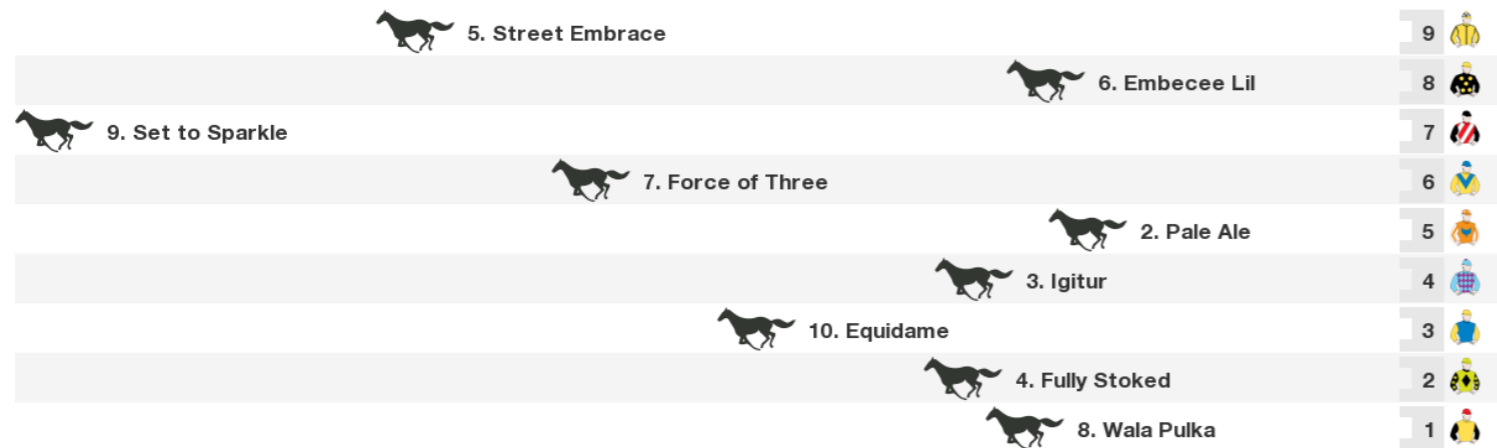 5. Street Embrace 9
6. Embecee Lil 8
9. Set to Sparkle 7
7. Force of Three 6
2. Pale Ale 5
3. Igitur 4
10. Equidame 3
4. Fully Stoked 2
8. Wala Pulka 1